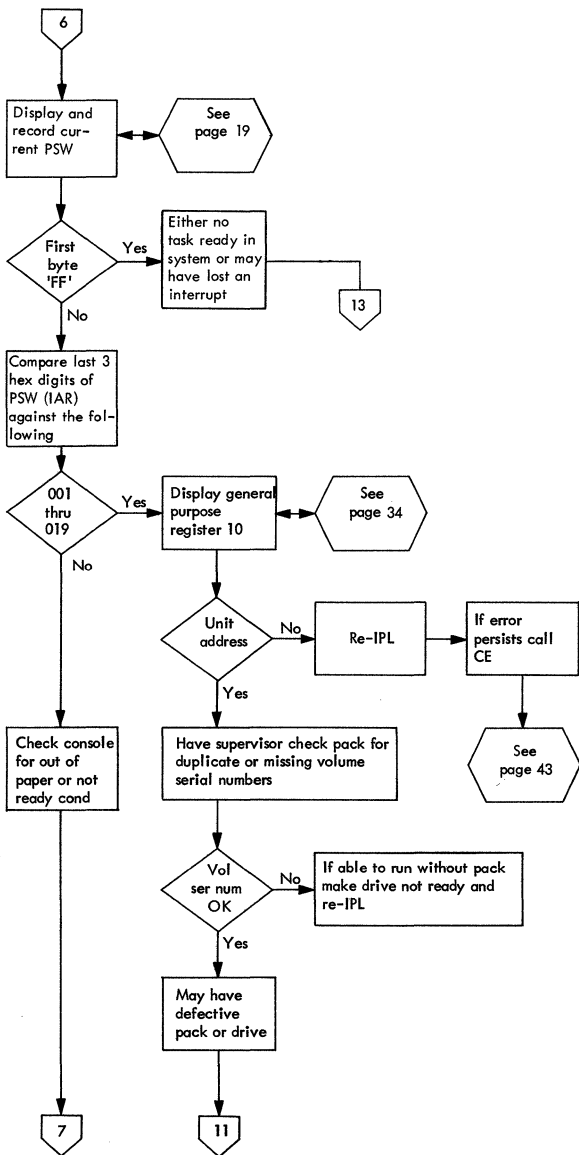 6
Display and
record cur-
rent PSW
See
page 19
First
byte
'FF'
Yes
Either no
task ready in
system or may
have lost an
interrupt
13
No
Compare last 3
hex digits of
PSW (IAR)
against the fol-
lowing
001
thru
019
Yes
Display general
purpose
register 10
See
page 34
No
Unit
address
No
Re-IPL
If error
persists call
CE
Yes
See
page 43
Check console
for out of
paper or not
ready cond
Have supervisor check pack for
duplicate or missing volume
serial numbers
Vol
ser num
OK
No
If able to run without pack
make drive not ready and
re-IPL
Yes
May have
defective
pack or drive
7
11